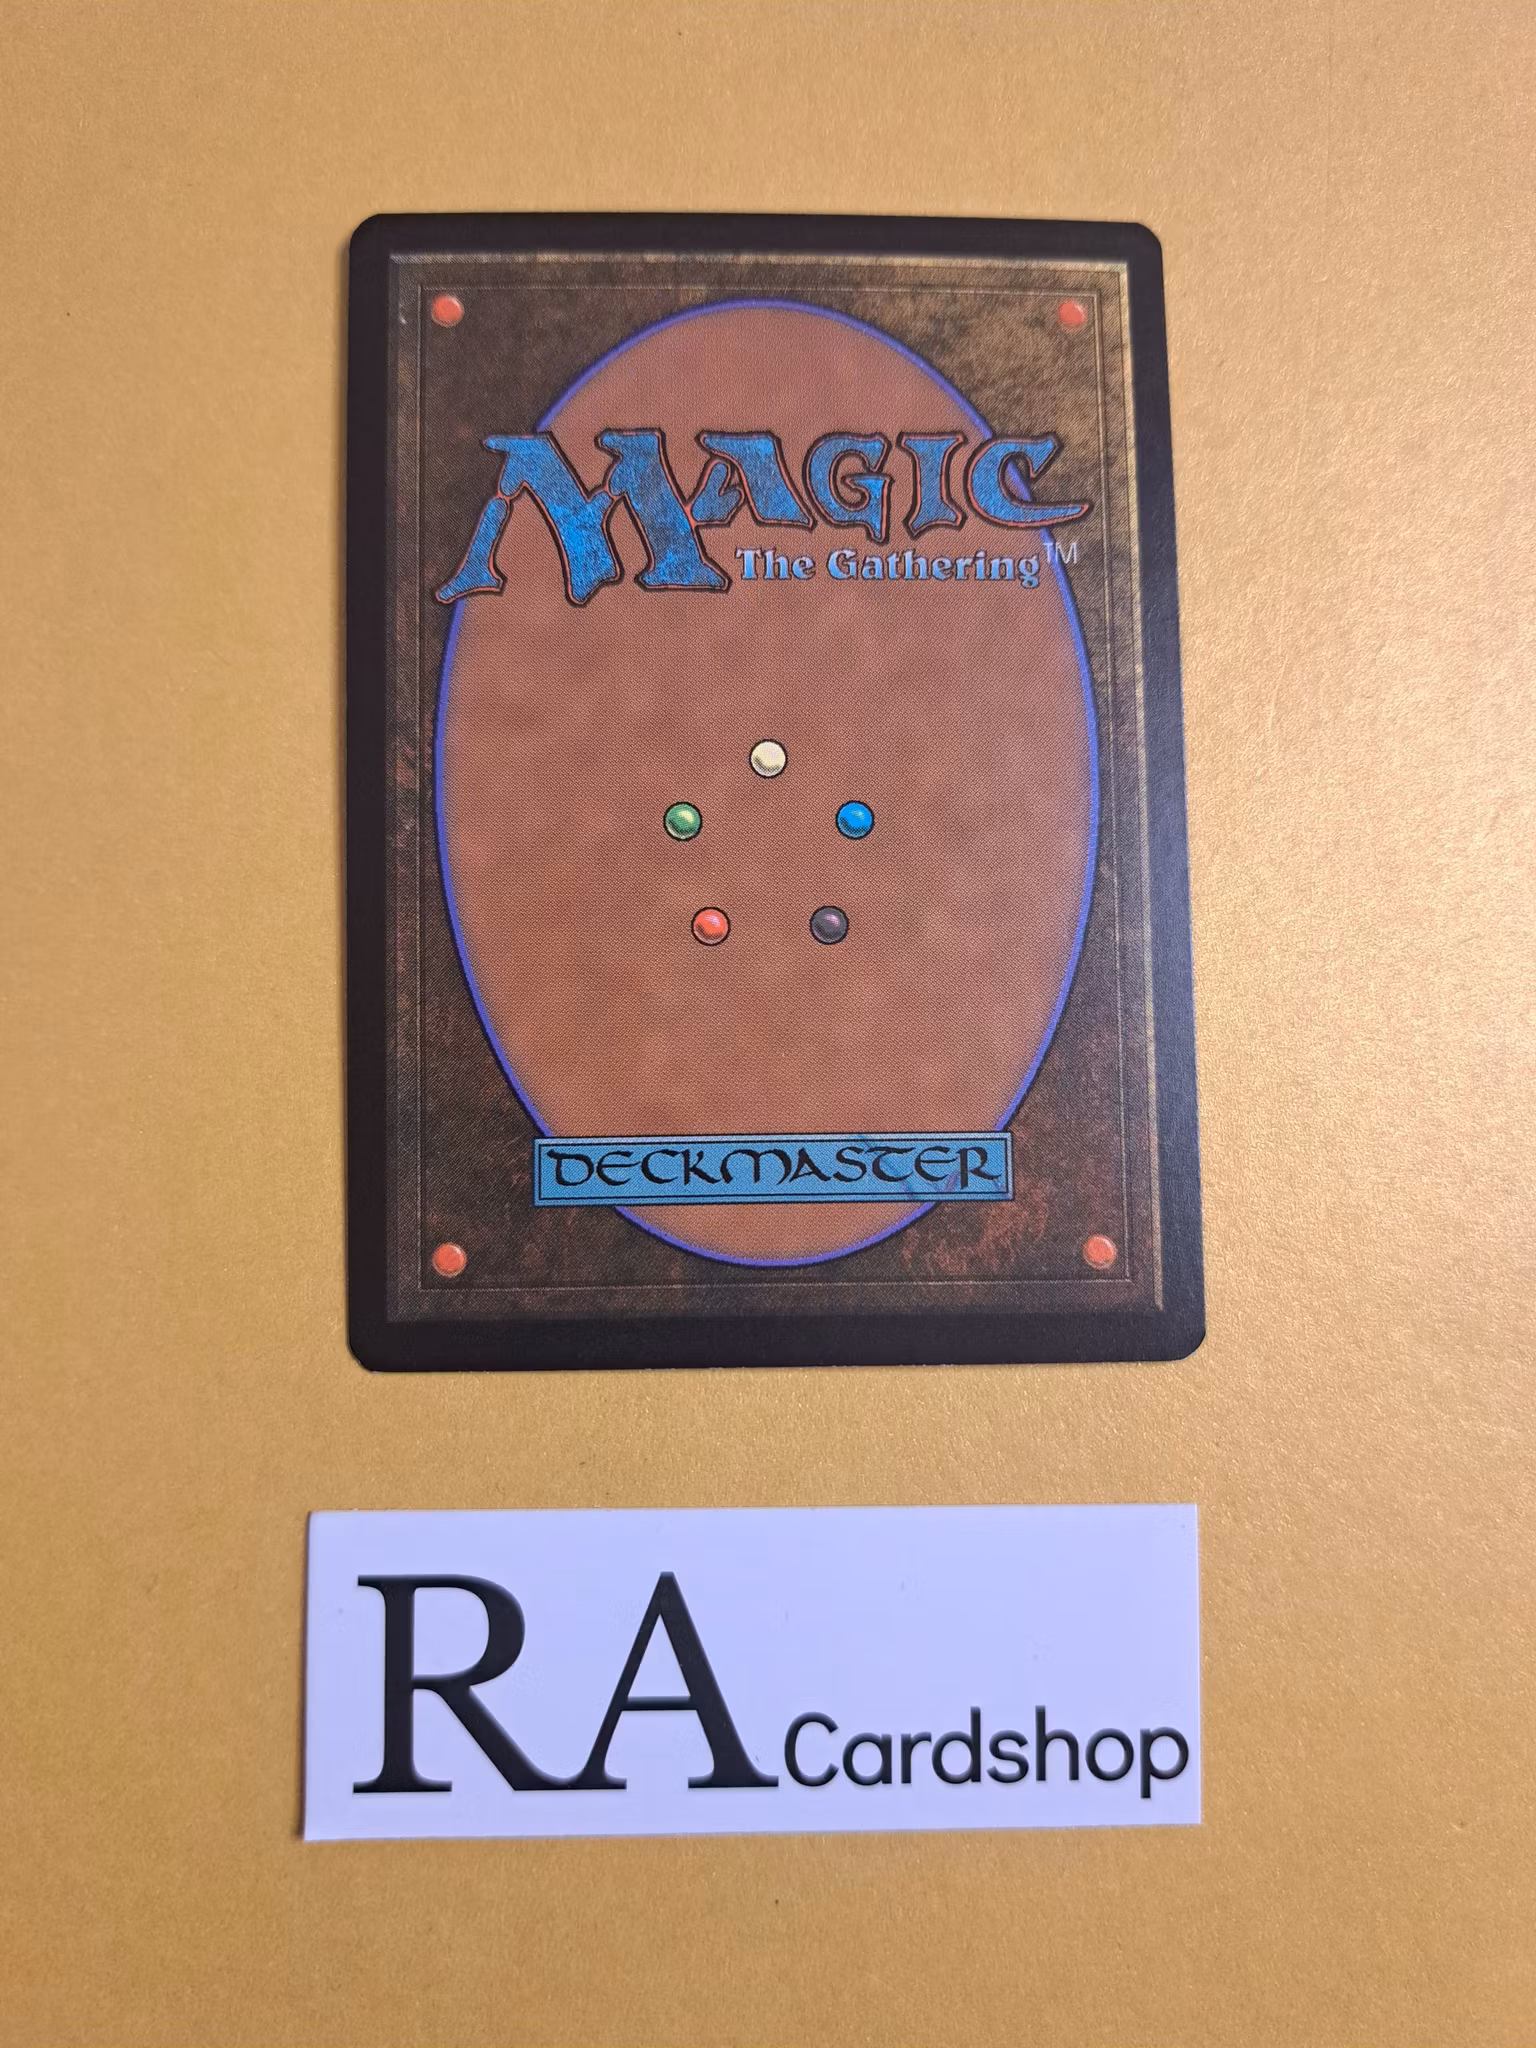 MAGIC
The Gathering™
DECKMASTER
RA Cardshop